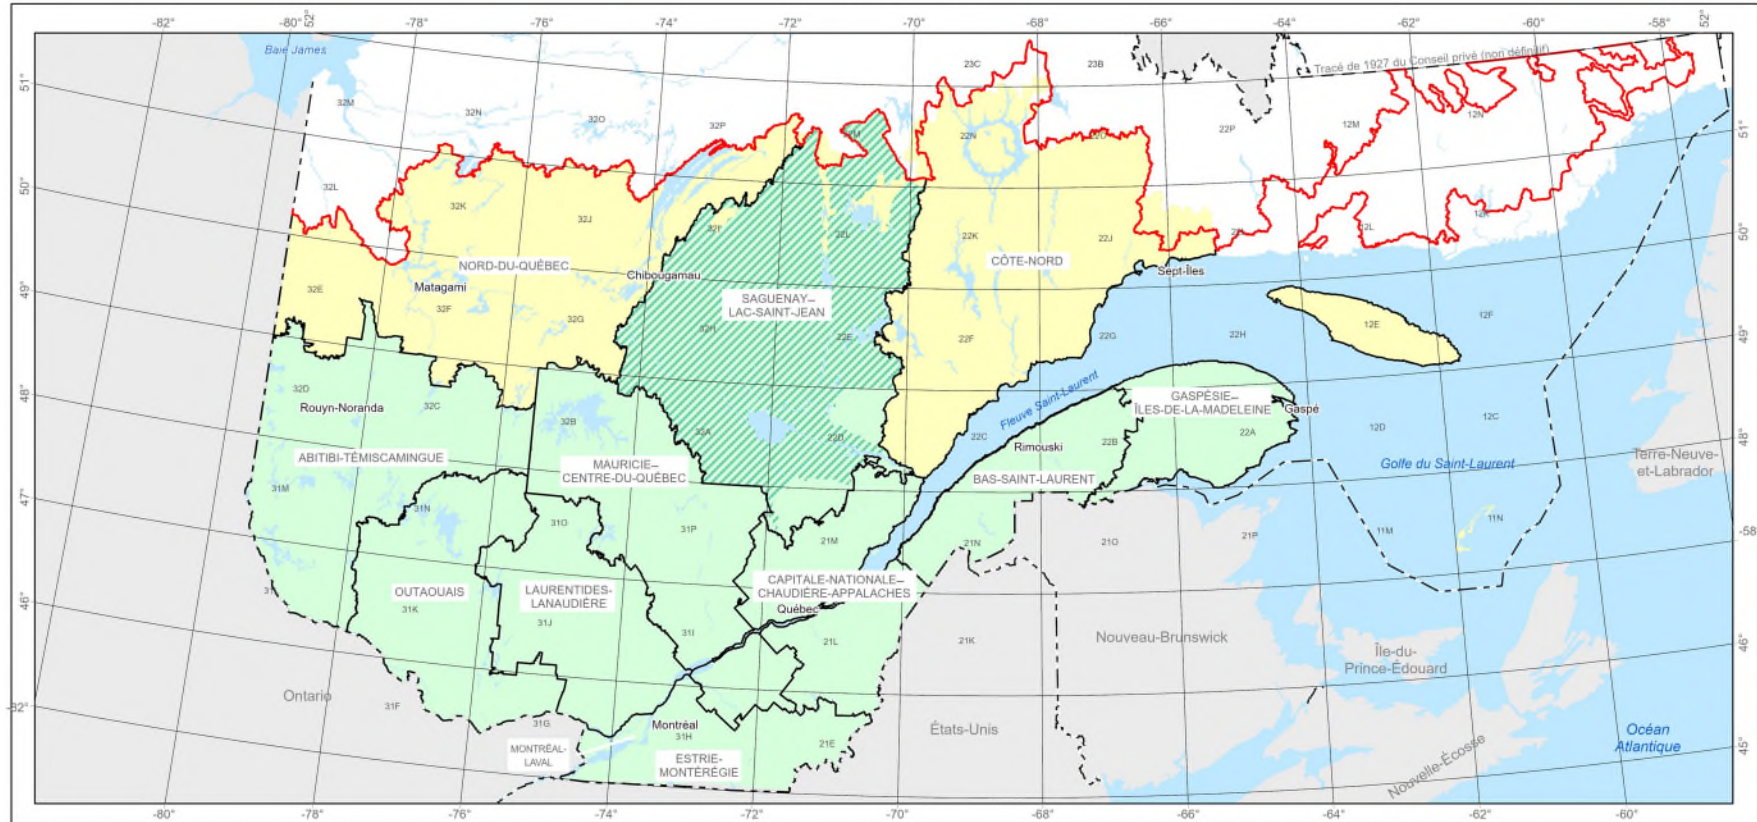 -82°
-80°
52°
-78°
-76°
-74°
-72°
-70°
-68°
-66°
-64°
-62°
-60°
-58°
52°
Baie James
23C
23B
Tracé de 1927 du Conseil privé (non définitif)
51°
32M
32N
32O
32P
22M
22N
22O
22P
12M
12N
51°
50°
32L
32K
32J
32I
22L
22K
22J
22I
12L
12K
50°
NORD-DU-QUÉBEC
Chibougamau
CÔTE-NORD
Sept-Îles
49°
32E
Matagami
32F
32G
SAGUENAY–
LAC-SAINT-JEAN
32H
22E
22F
22G
22H
12E
12F
49°
48°
32D
Rouyn-Noranda
32C
32B
32A
22D
Fleuve Saint-Laurent
22C
Rimouski
22B
GASPÉSIE–
ÎLES-DE-LA-MADELEINE
Gaspé
22A
12D
12C
48°
ABITIBI-TÉMISCAMINGUE
MAURICIE–
CENTRE-DU-QUÉBEC
BAS-SAINT-LAURENT
Golfe du Saint-Laurent
Terre-Neuve-
et-Labrador
47°
31M
31N
31O
31P
21M
21N
21O
21P
11M
11N
-58°
46°
OUTAOUAIS
31K
LAURENTIDES-
LANAUDIÈRE
31J
31I
CAPITALE-NATIONALE–
CHAUDIÈRE-APPALACHES
Québec
21L
21K
Nouveau-Brunswick
Île-du-
Prince-Édouard
46°
-82°
Ontario
31F
31G
Montréal
31H
MONTRÉAL-
LAVAL
ESTRIE-
MONTÉRÉGIE
21E
États-Unis
Nouvelle-Écosse
Océan
Atlantique
45°
-80°
-78°
-76°
-74°
-72°
-70°
-68°
-66°
-64°
-62°
-60°